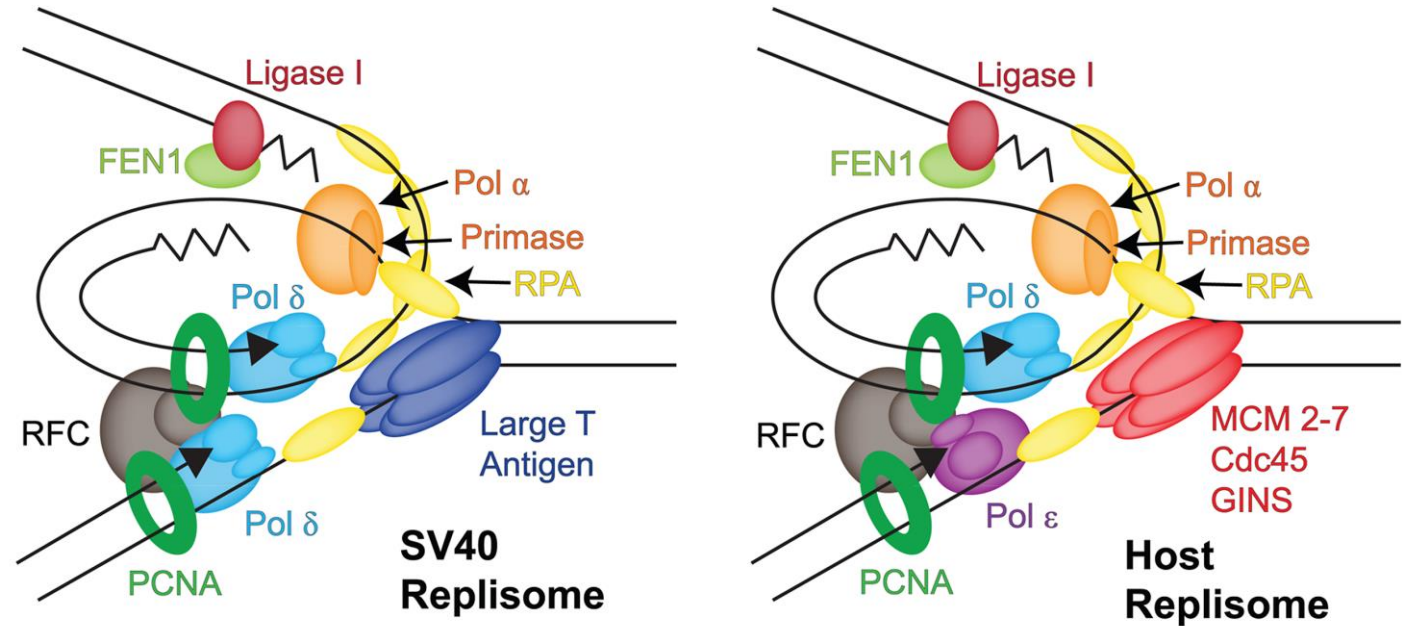 Ligase I
FEN1
Pol α
Primase
RPA
Pol δ
RFC
Large T
Antigen
Pol δ
PCNA
SV40
Replisome
Ligase I
FEN1
Pol α
Primase
RPA
Pol δ
RFC
MCM 2-7
Cdc45
GINS
Pol ε
PCNA
Host
Replisome